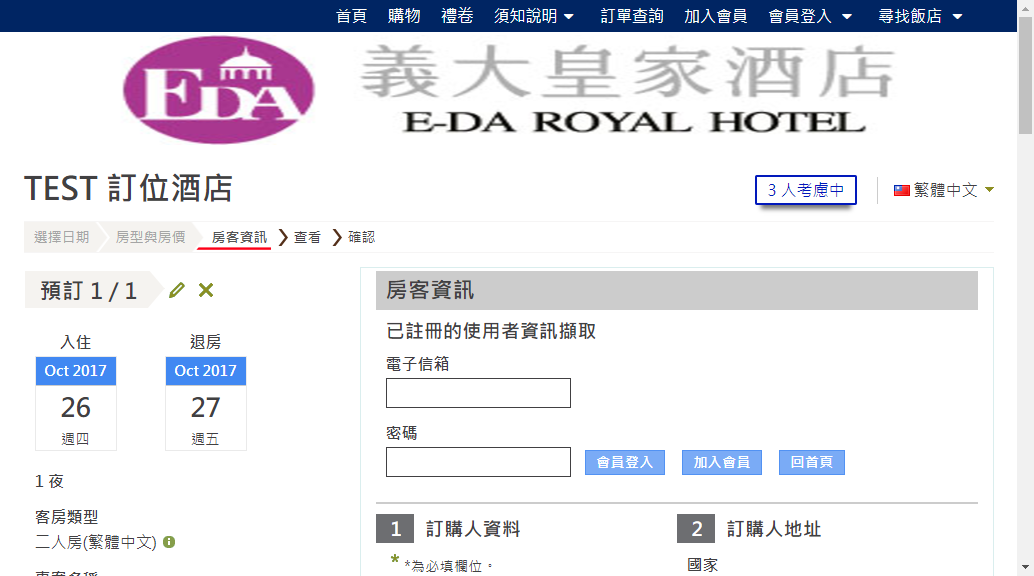 首頁 購物 禮卷 須知說明 訂單查詢 加入會員 會員登入 尋找飯店
EDA
義大皇家酒店
E-DA ROYAL HOTEL
TEST 訂位酒店
3 人考慮中
繁體中文
選擇日期 房型與房價 房客資訊 查看 確認
預訂 1 / 1
房客資訊
已註冊的使用者資訊擷取
入住 退房
電子信箱
Oct 2017 Oct 2017
26 27
週四 週五
密碼
會員登入 加入會員 回首頁
1 夜
客房類型
二人房(繁體中文)
1 訂購人資料
2 訂購人地址
* *為必填欄位。
國家